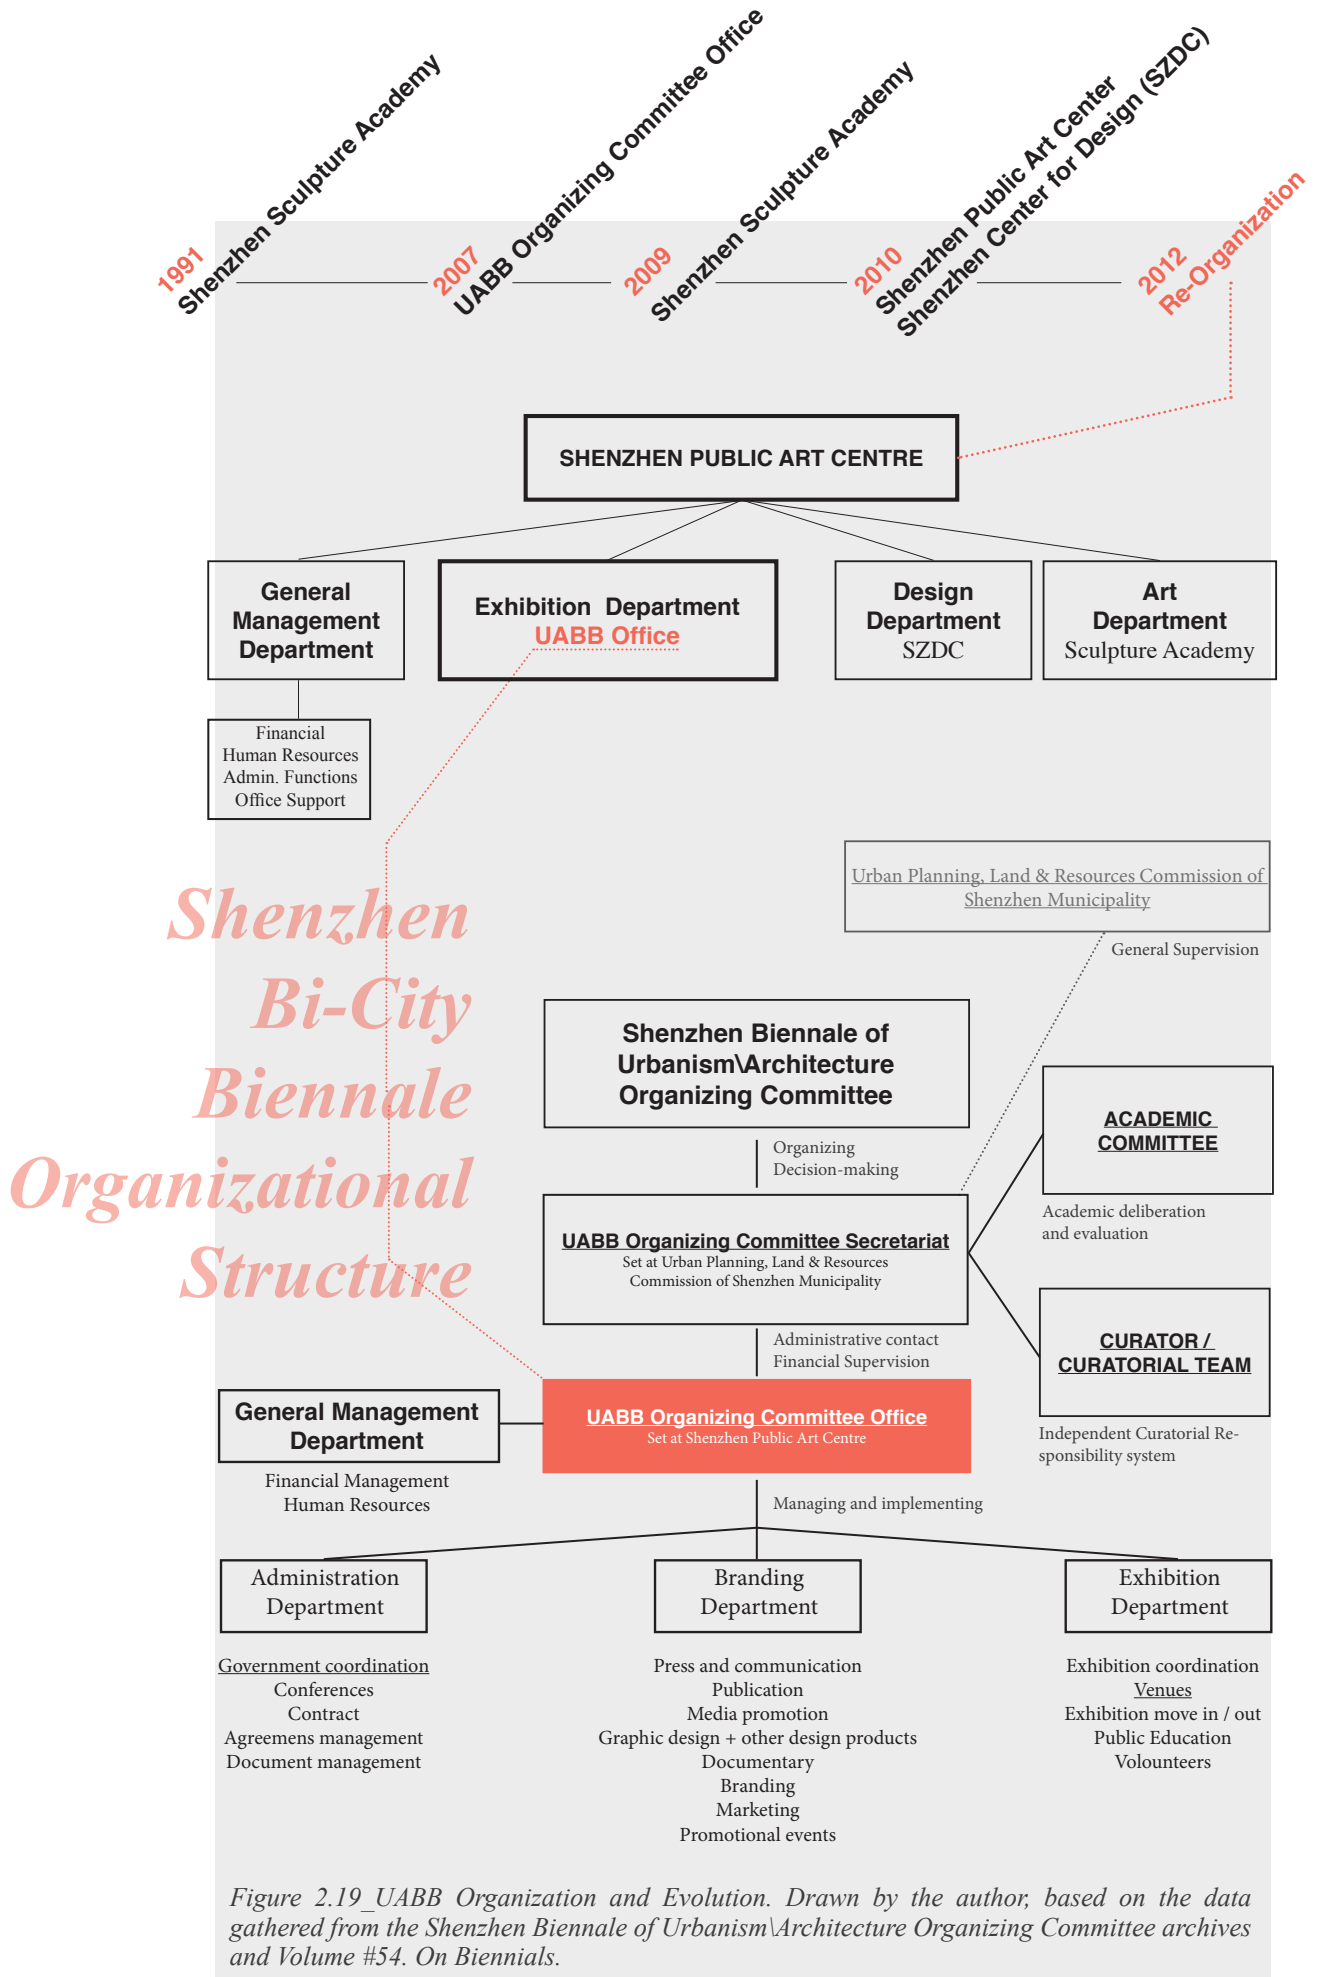 1991
Shenzhen Sculpture Academy
2007
UABB Organizing Committee Office
2009
Shenzhen Sculpture Academy
2010
Shenzhen Public Art Center
Shenzhen Center for Design (SZDC)
2012
Re-Organization
SHENZHEN PUBLIC ART CENTRE
General
Management
Department
Exhibition Department
UABB Office
Design
Department
SZDC
Art
Department
Sculpture Academy
Financial
Human Resources
Admin. Functions
Office Support
Urban Planning, Land & Resources Commission of
Shenzhen Municipality
General Supervision
Shenzhen
Bi-City
Biennale
Organizational
Structure
Shenzhen Biennale of
Urbanism\Architecture
Organizing Committee
Organizing
Decision-making
ACADEMIC
COMMITTEE
Academic deliberation
and evaluation
UABB Organizing Committee Secretariat
Set at Urban Planning, Land & Resources
Commission of Shenzhen Municipality
Administrative contact
Financial Supervision
CURATOR /
CURATORIAL TEAM
Independent Curatorial Re-
sponsibility system
General Management
Department
Financial Management
Human Resources
UABB Organizing Committee Office
Set at Shenzhen Public Art Centre
Managing and implementing
Administration
Department
Government coordination
Conferences
Contract
Agreemens management
Document management
Branding
Department
Press and communication
Publication
Media promotion
Graphic design + other design products
Documentary
Branding
Marketing
Promotional events
Exhibition
Department
Exhibition coordination
Venues
Exhibition move in / out
Public Education
Volounteers
Figure 2.19_UABB Organization and Evolution. Drawn by the author, based on the data
gathered from the Shenzhen Biennale of Urbanism\Architecture Organizing Committee archives
and Volume #54. On Biennials.